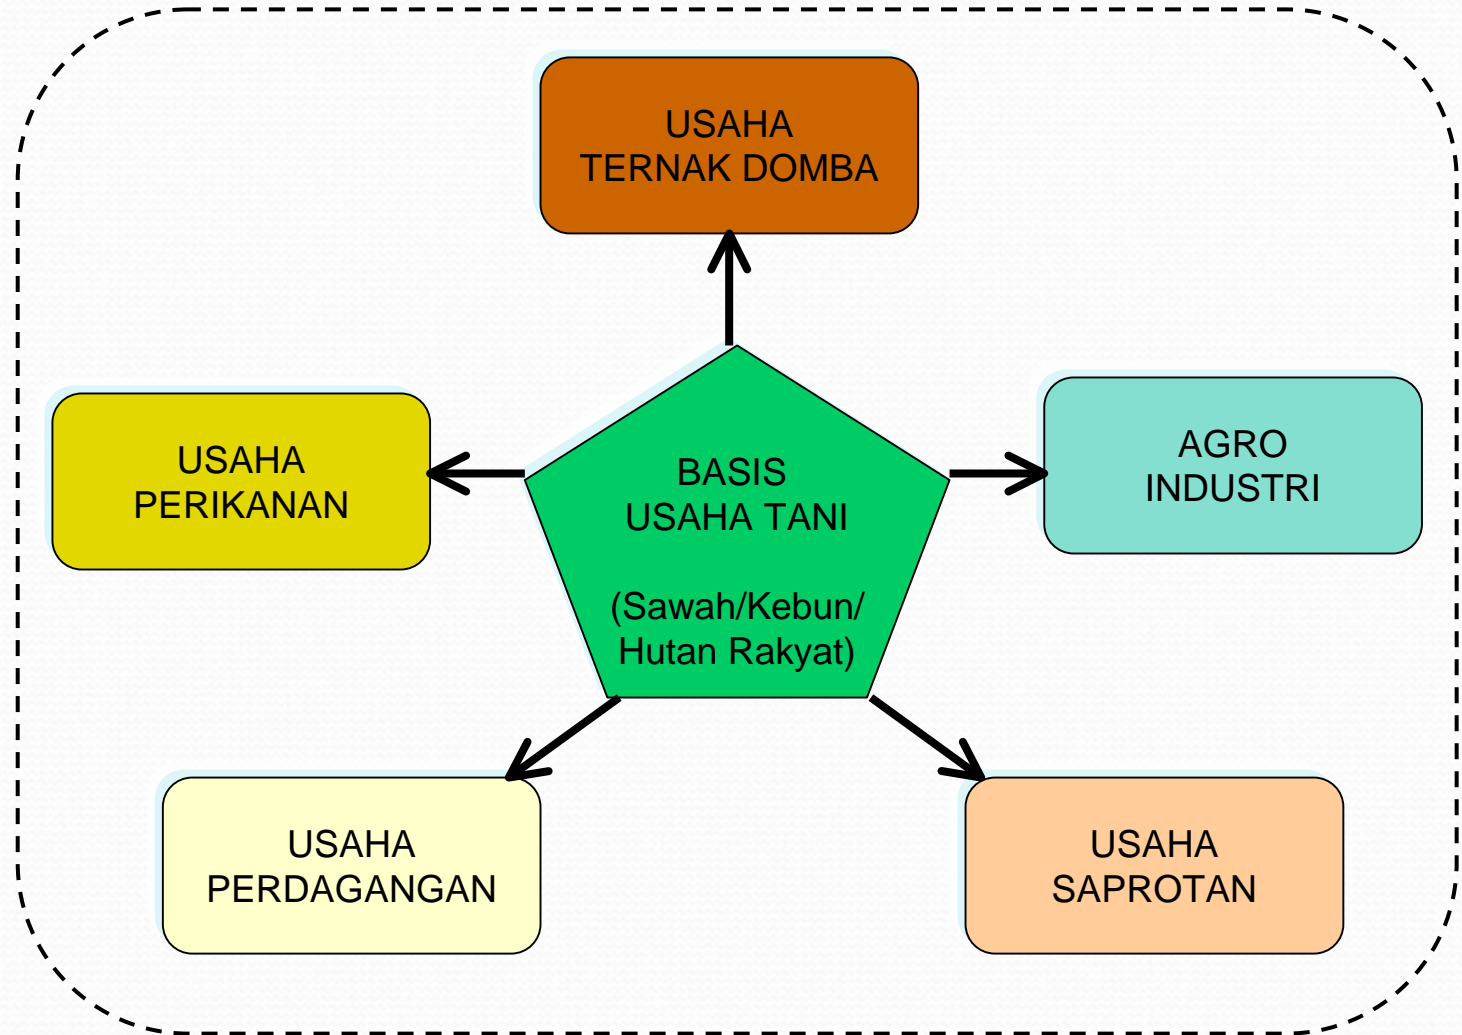 USAHA
TERNAK DOMBA
USAHA
PERIKANAN
BASIS
USAHA TANI
(Sawah/Kebun/
Hutan Rakyat)
AGRO
INDUSTRI
USAHA
PERDAGANGAN
USAHA
SAPROTAN